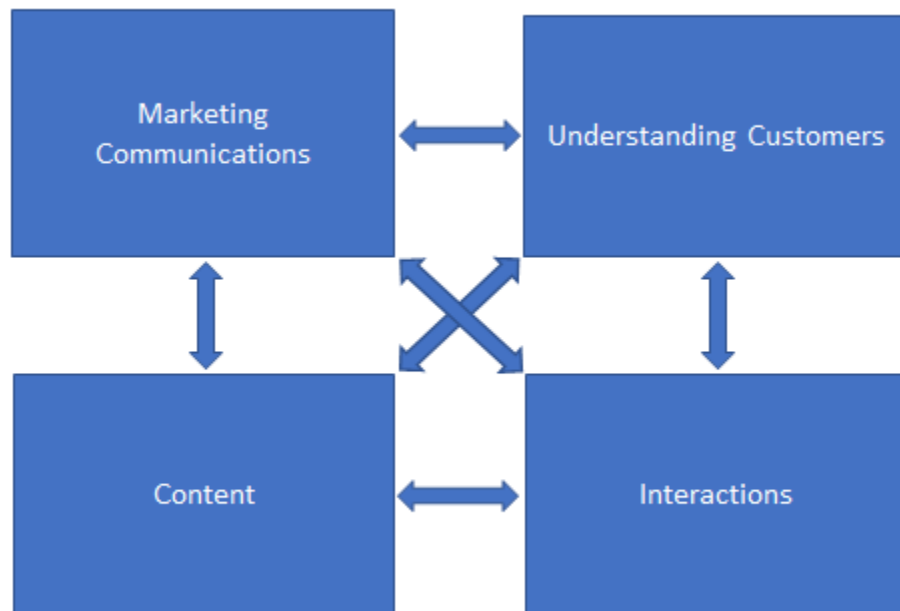 Marketing
Communications
Understanding Customers
Content
Interactions